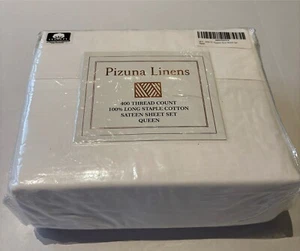 Pizuna Linens
400 THREAD COUNT
100% LONG STAPLE COTTON
SATEEN SHEET SET
QUEEN